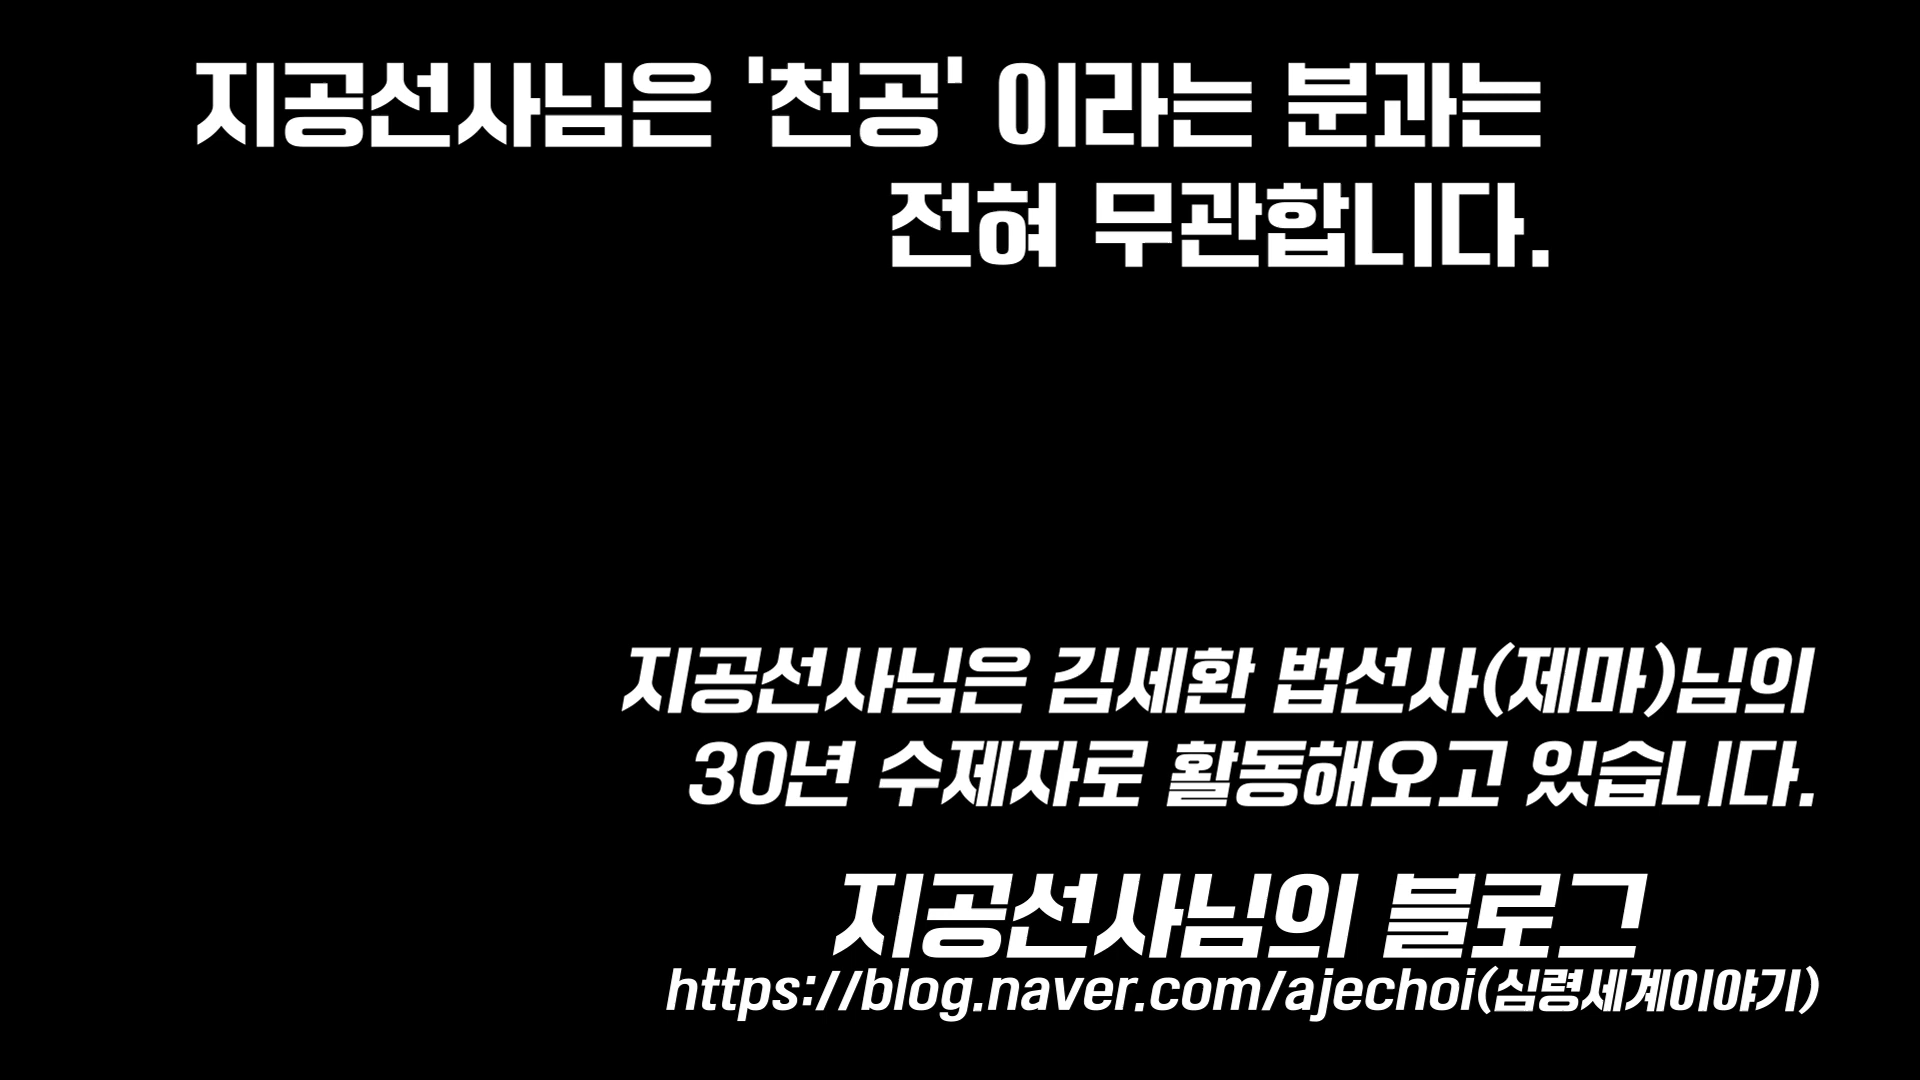 지공선사님은 '천공' 이라는 분과는
전혀 무관합니다.
지공선사님은 김세환 법선사(제마)님의
30년 수제자로 활동해오고 있습니다.
지공선사님의 블로그
https://blog.naver.com/ajechoi(심령세계이야기)